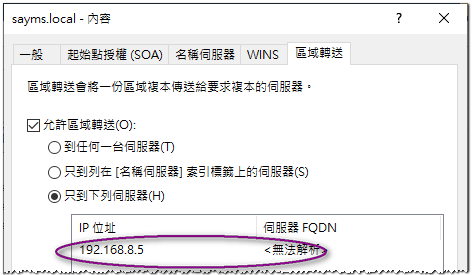 sayms.local - 內容
一般 起始點授權 (SOA) 名稱伺服器 WINS 區域轉送
區域轉送會將一份區域複本傳送給要求複本的伺服器。
允許區域轉送(O):
到任何一台伺服器(T)
只到列在 [名稱伺服器] 索引標籤上的伺服器(S)
只到下列伺服器(H)
IP 位址 伺服器 FQDN
192.168.8.5 <無法解析>